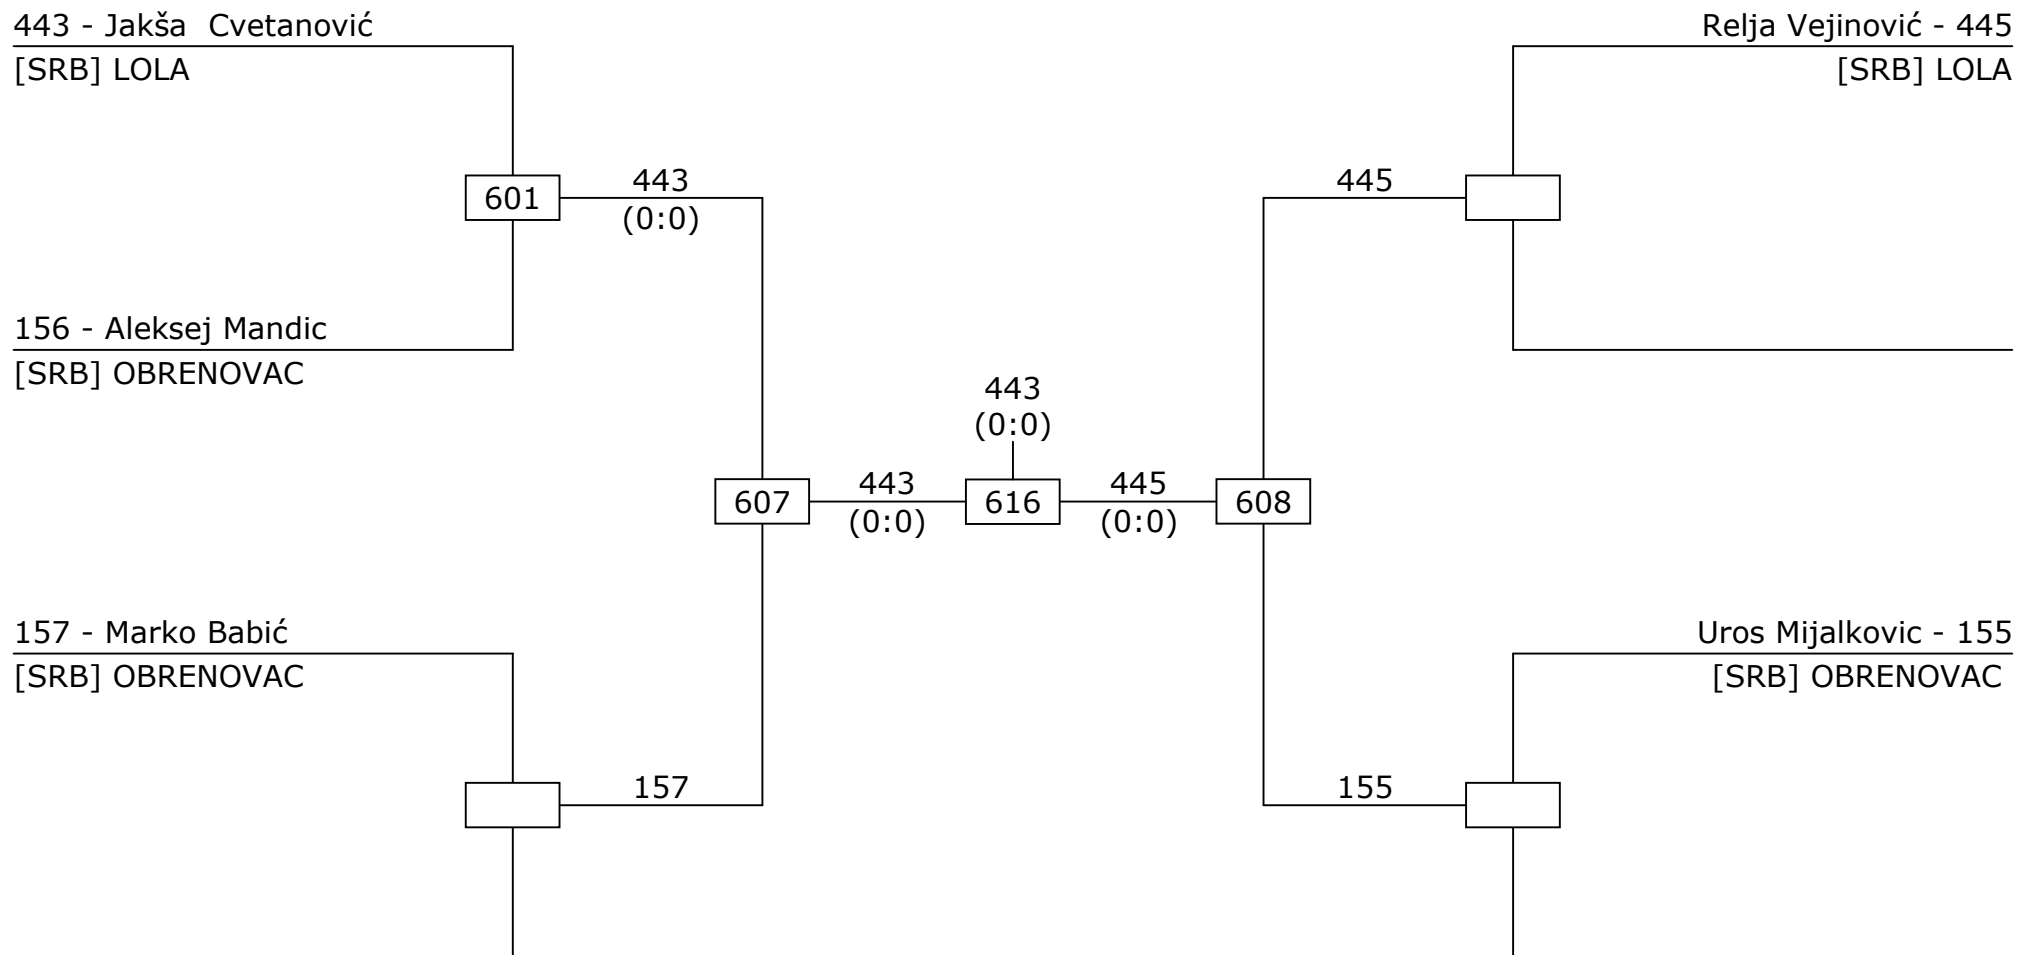 443 - Jakša  Cvetanović
[SRB] LOLA
Relja Vejinović - 445
[SRB] LOLA
601
443
(0:0)
445
156 - Aleksej Mandic
[SRB] OBRENOVAC
443
(0:0)
607
443
(0:0)
616
445
(0:0)
608
157 - Marko Babić
[SRB] OBRENOVAC
Uros Mijalkovic - 155
[SRB] OBRENOVAC
157
155